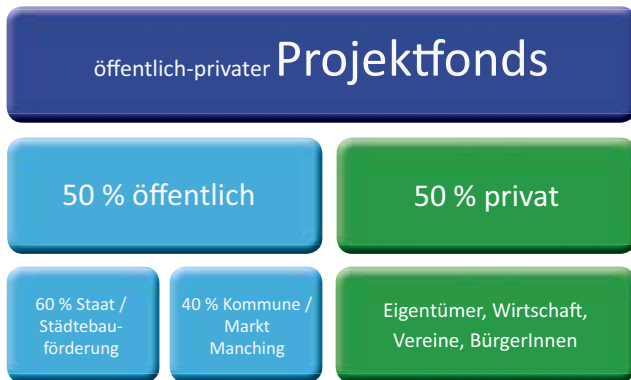 öffentlich-privater Projektfonds
50 % öffentlich
50 % privat
60 % Staat /
Städtebau-
förderung
40 % Kommune /
Markt
Manching
Eigentümer, Wirtschaft,
Vereine, BürgerInnen